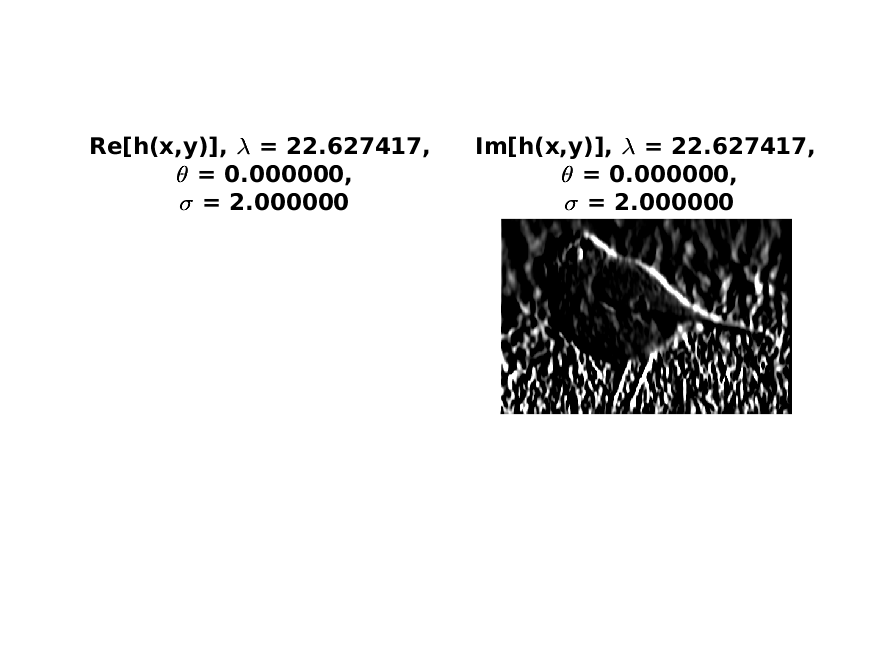 Re[h(x,y)], λ = 22.627417,
θ = 0.000000,
σ = 2.000000
Im[h(x,y)], λ = 22.627417,
θ = 0.000000,
σ = 2.000000